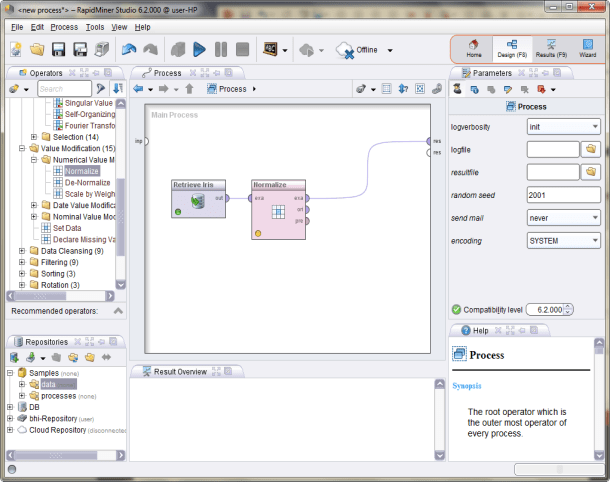 <new process*> – RapidMiner Studio 6.2.000 @ user-HP
File Edit Process Tools View Help
Offline
Home
Design (F8)
Results (F9)
Wizard
Operators
Search
Singular Value
Self-Organizing
Fourier Transfo
Selection (14)
Value Modification (15)
Numerical Value M
Normalize
De-Normalize
Scale by Weigh
Date Value Modifica
Nominal Value Mod
Set Data
Declare Missing Va
Data Cleansing (9)
Filtering (9)
Sorting (3)
Rotation (3)
Recommended operators:
Repositories
Samples (none)
data
processes (none)
DB
bhi-Repository (user)
Cloud Repository (disconnected
Process
Process
Main Process
inp
res
res
Retrieve Iris
out
Normalize
exa
exa
ori
pre
Result Overview
Parameters
Process
logverbosity init
logfile
resultfile
random seed 2001
send mail never
encoding SYSTEM
Compatibility level 6.2.000
Help
Process
Synopsis
The root operator which is
the outer most operator of
every process.